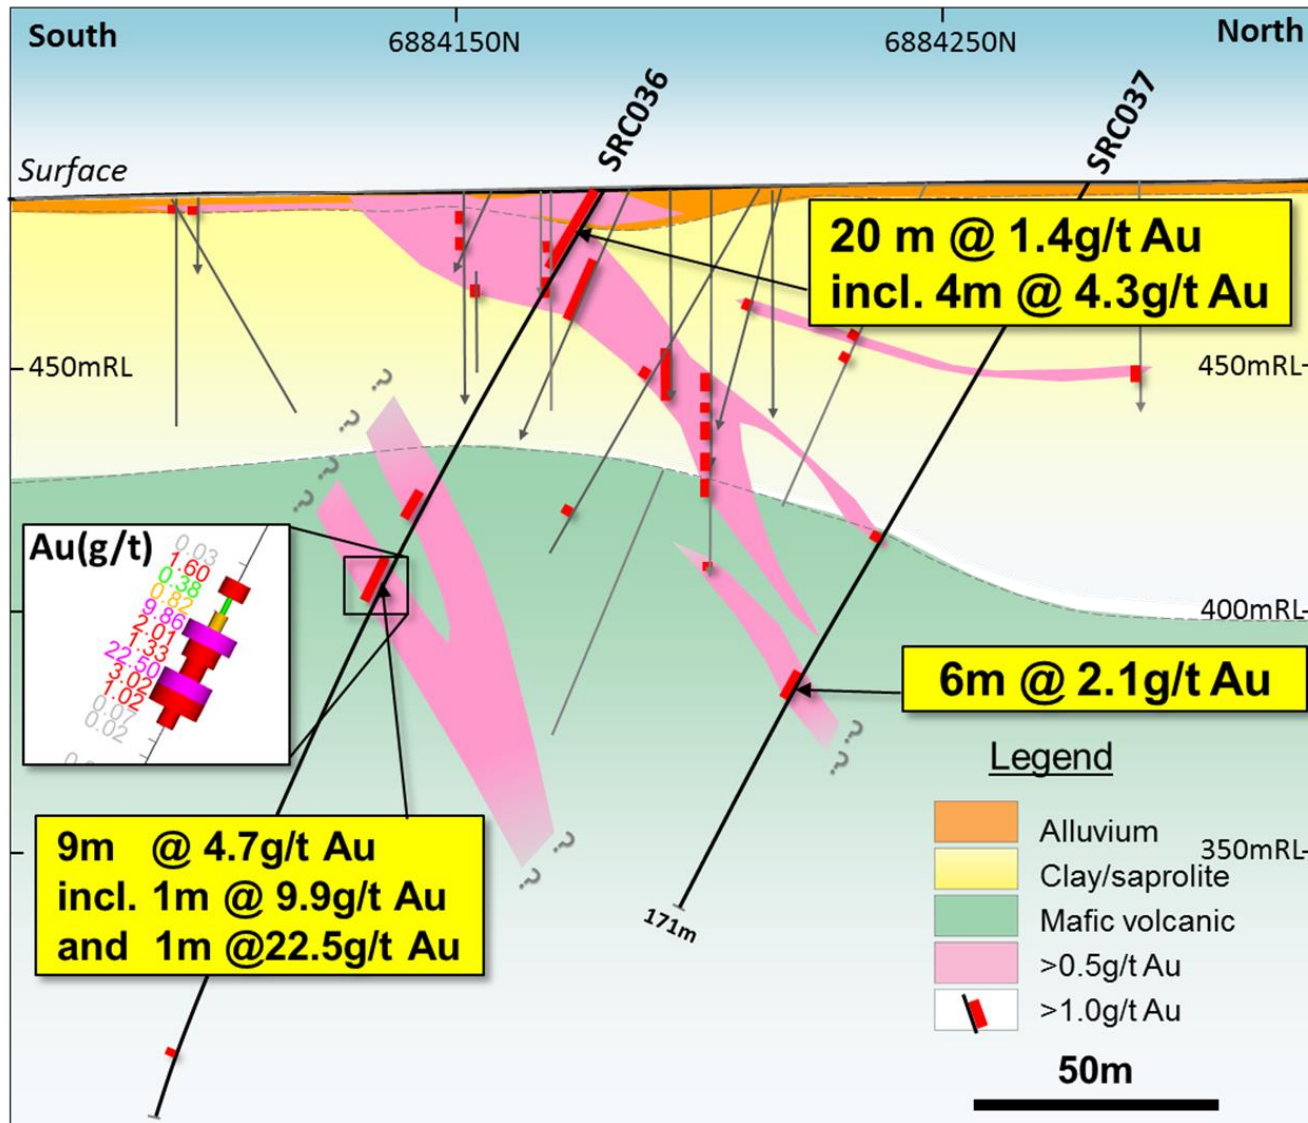 South
6884150N
6884250N
North
SRC036
SRC037
Surface
20 m @ 1.4g/t Au
incl. 4m @ 4.3g/t Au
450mRL
450mRL
?
?
?
?
Au(g/t)
0.03
1.60
0.38
0.82
9.86
2.01
1.33
22.50
3.02
1.02
0.07
0.02
400mRL
6m @ 2.1g/t Au
?
?
Legend
Alluvium
Clay/saprolite
350mRL
Mafic volcanic
>0.5g/t Au
>1.0g/t Au
9m @ 4.7g/t Au
incl. 1m @ 9.9g/t Au
and 1m @22.5g/t Au
?
?
171m
50m